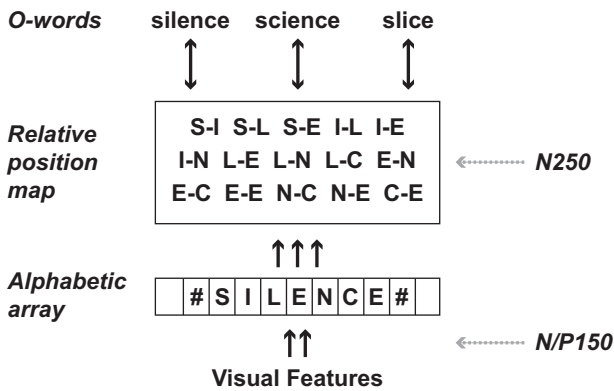 O-words silence science slice
S-I S-L S-E I-L I-E
Relative position map
I-N L-E L-N L-C E-N
N250
E-C E-E N-C N-E C-E
Alphabetic array
# S I L E N C E #
N/P150
Visual Features